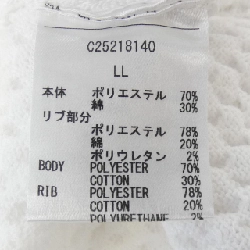 C25218140
LL
本体 ポリエステル 70%
綿 30%
リブ部分
ポリエステル 78%
綿 20%
ポリウレタン 2%
BODY POLYESTER 70%
COTTON 30%
RIB POLYESTER 78%
COTTON 20%
POLYURETHANE 2%